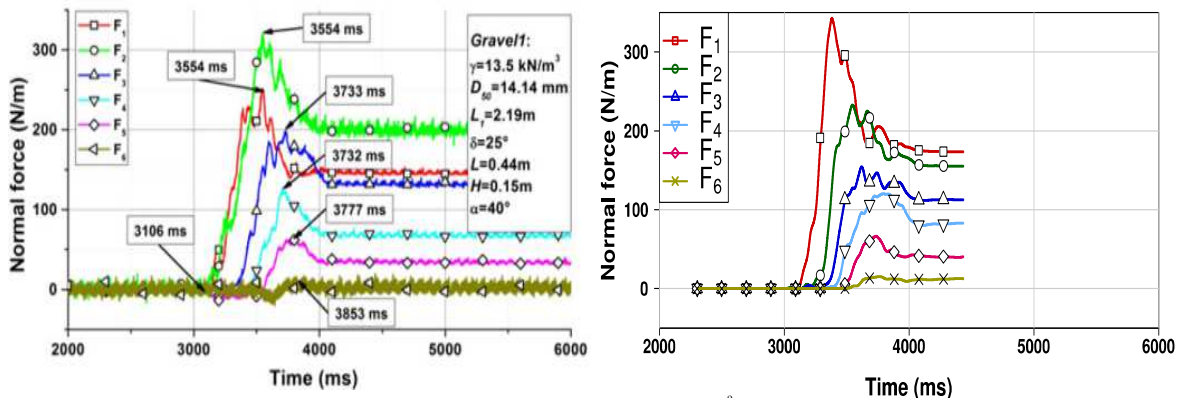 F1
F2
F3
F4
F5
F6
3554 ms
3554 ms
3733 ms
3732 ms
3777 ms
3106 ms
3853 ms
Gravel1:
γ=13.5 kN/m³
D50=14.14 mm
L1=2.19m
δ=25°
L=0.44m
H=0.15m
α=40°
Normal force (N/m)
300
200
100
0
2000 3000 4000 5000 6000
Time (ms)
F1
F2
F3
F4
F5
F6
Normal force (N/m)
300
200
100
0
2000 3000 4000 5000 6000
Time (ms)